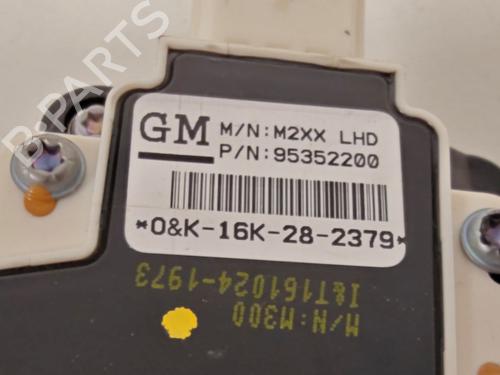 B-PARTS
GM
M/N:M2XX LHD
P/N:95352200
*O&K-16K-28-2379*
M/N:M300
I&T161024-1973